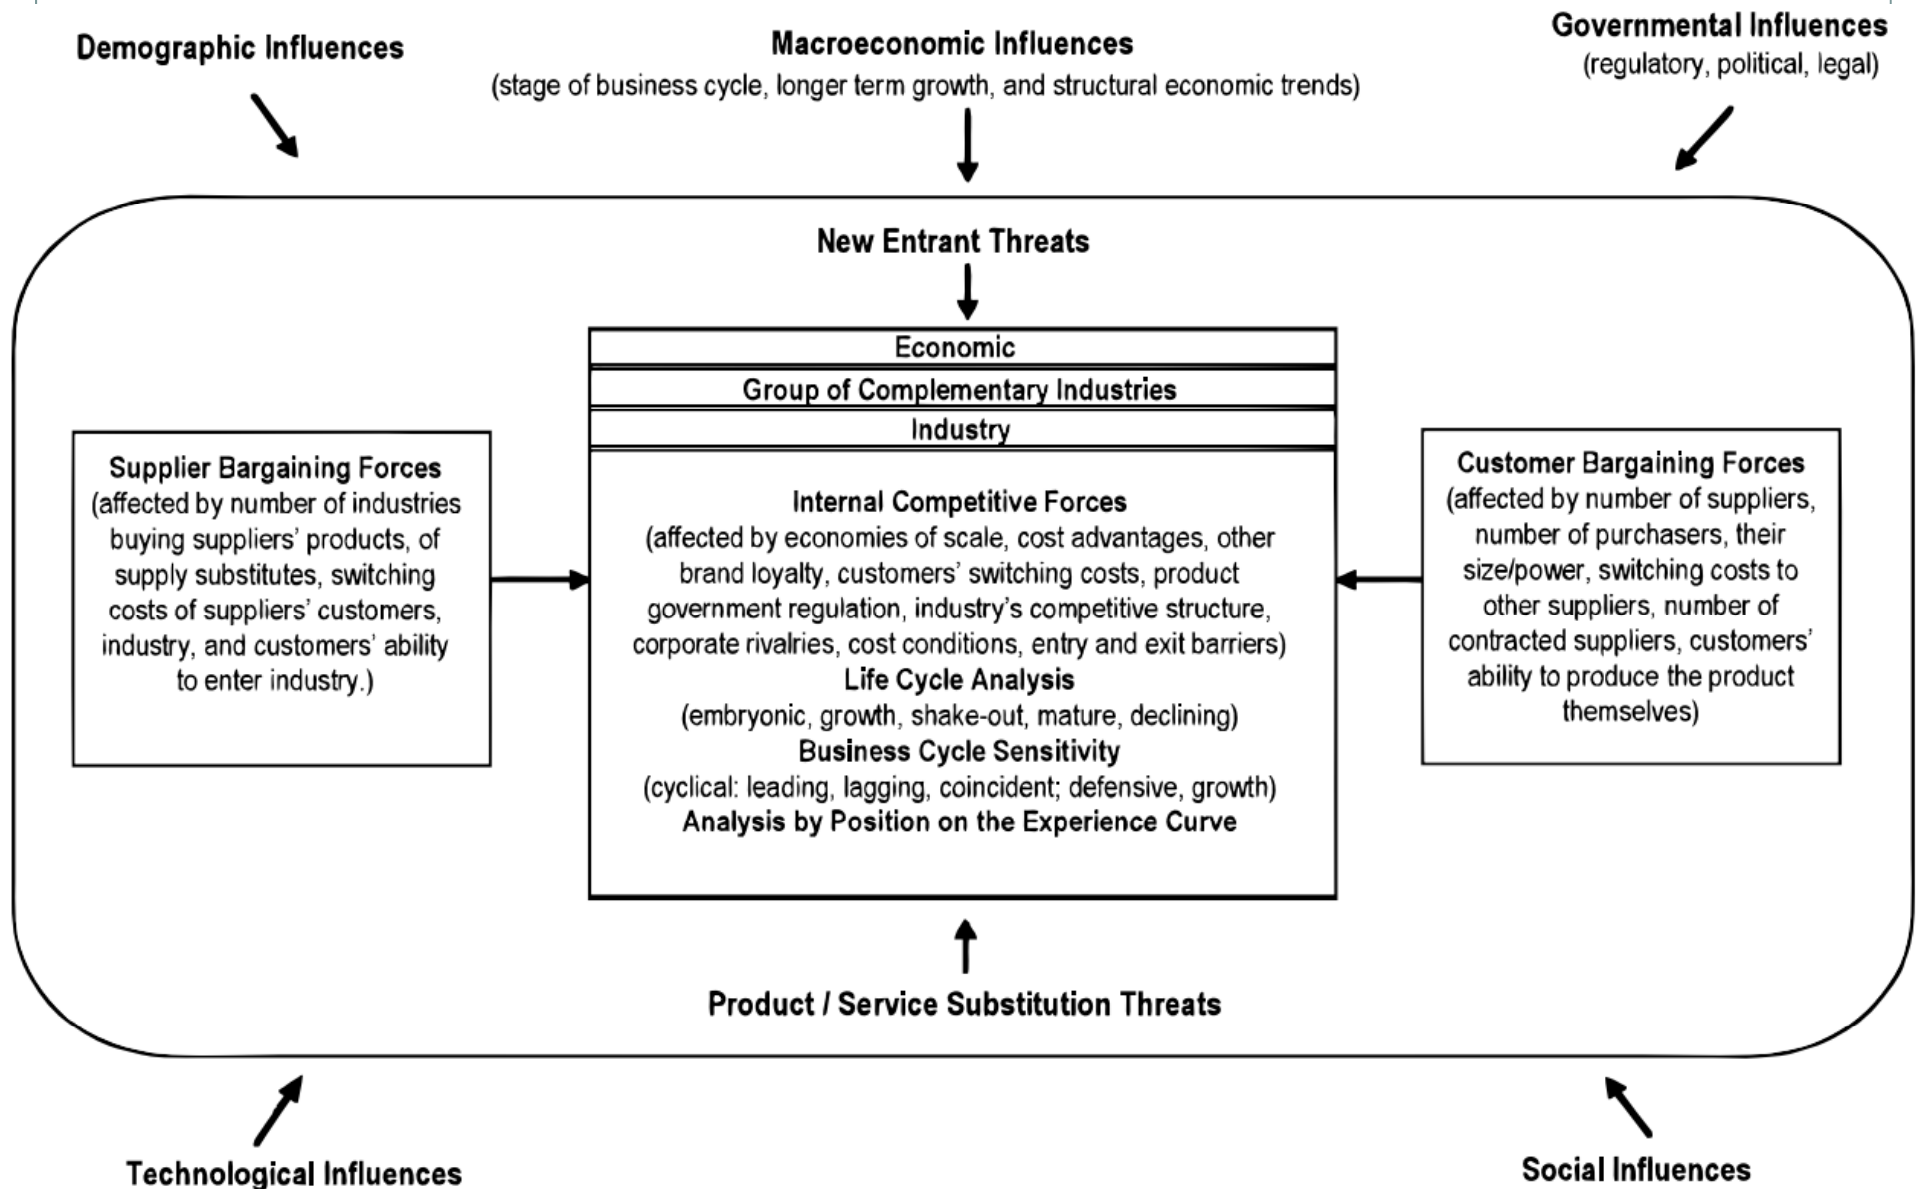 Demographic Influences
Macroeconomic Influences
(stage of business cycle, longer term growth, and structural economic trends)
Governmental Influences
(regulatory, political, legal)
New Entrant Threats
Economic
Group of Complementary Industries
Industry
Supplier Bargaining Forces
(affected by number of industries
buying suppliers’ products, of
supply substitutes, switching
costs of suppliers’ customers,
industry, and customers’ ability
to enter industry.)
Internal Competitive Forces
(affected by economies of scale, cost advantages, other
brand loyalty, customers’ switching costs, product
government regulation, industry’s competitive structure,
corporate rivalries, cost conditions, entry and exit barriers)
Life Cycle Analysis
(embryonic, growth, shake-out, mature, declining)
Business Cycle Sensitivity
(cyclical: leading, lagging, coincident; defensive, growth)
Analysis by Position on the Experience Curve
Customer Bargaining Forces
(affected by number of suppliers,
number of purchasers, their
size/power, switching costs to
other suppliers, number of
contracted suppliers, customers’
ability to produce the product
themselves)
Product / Service Substitution Threats
Technological Influences
Social Influences